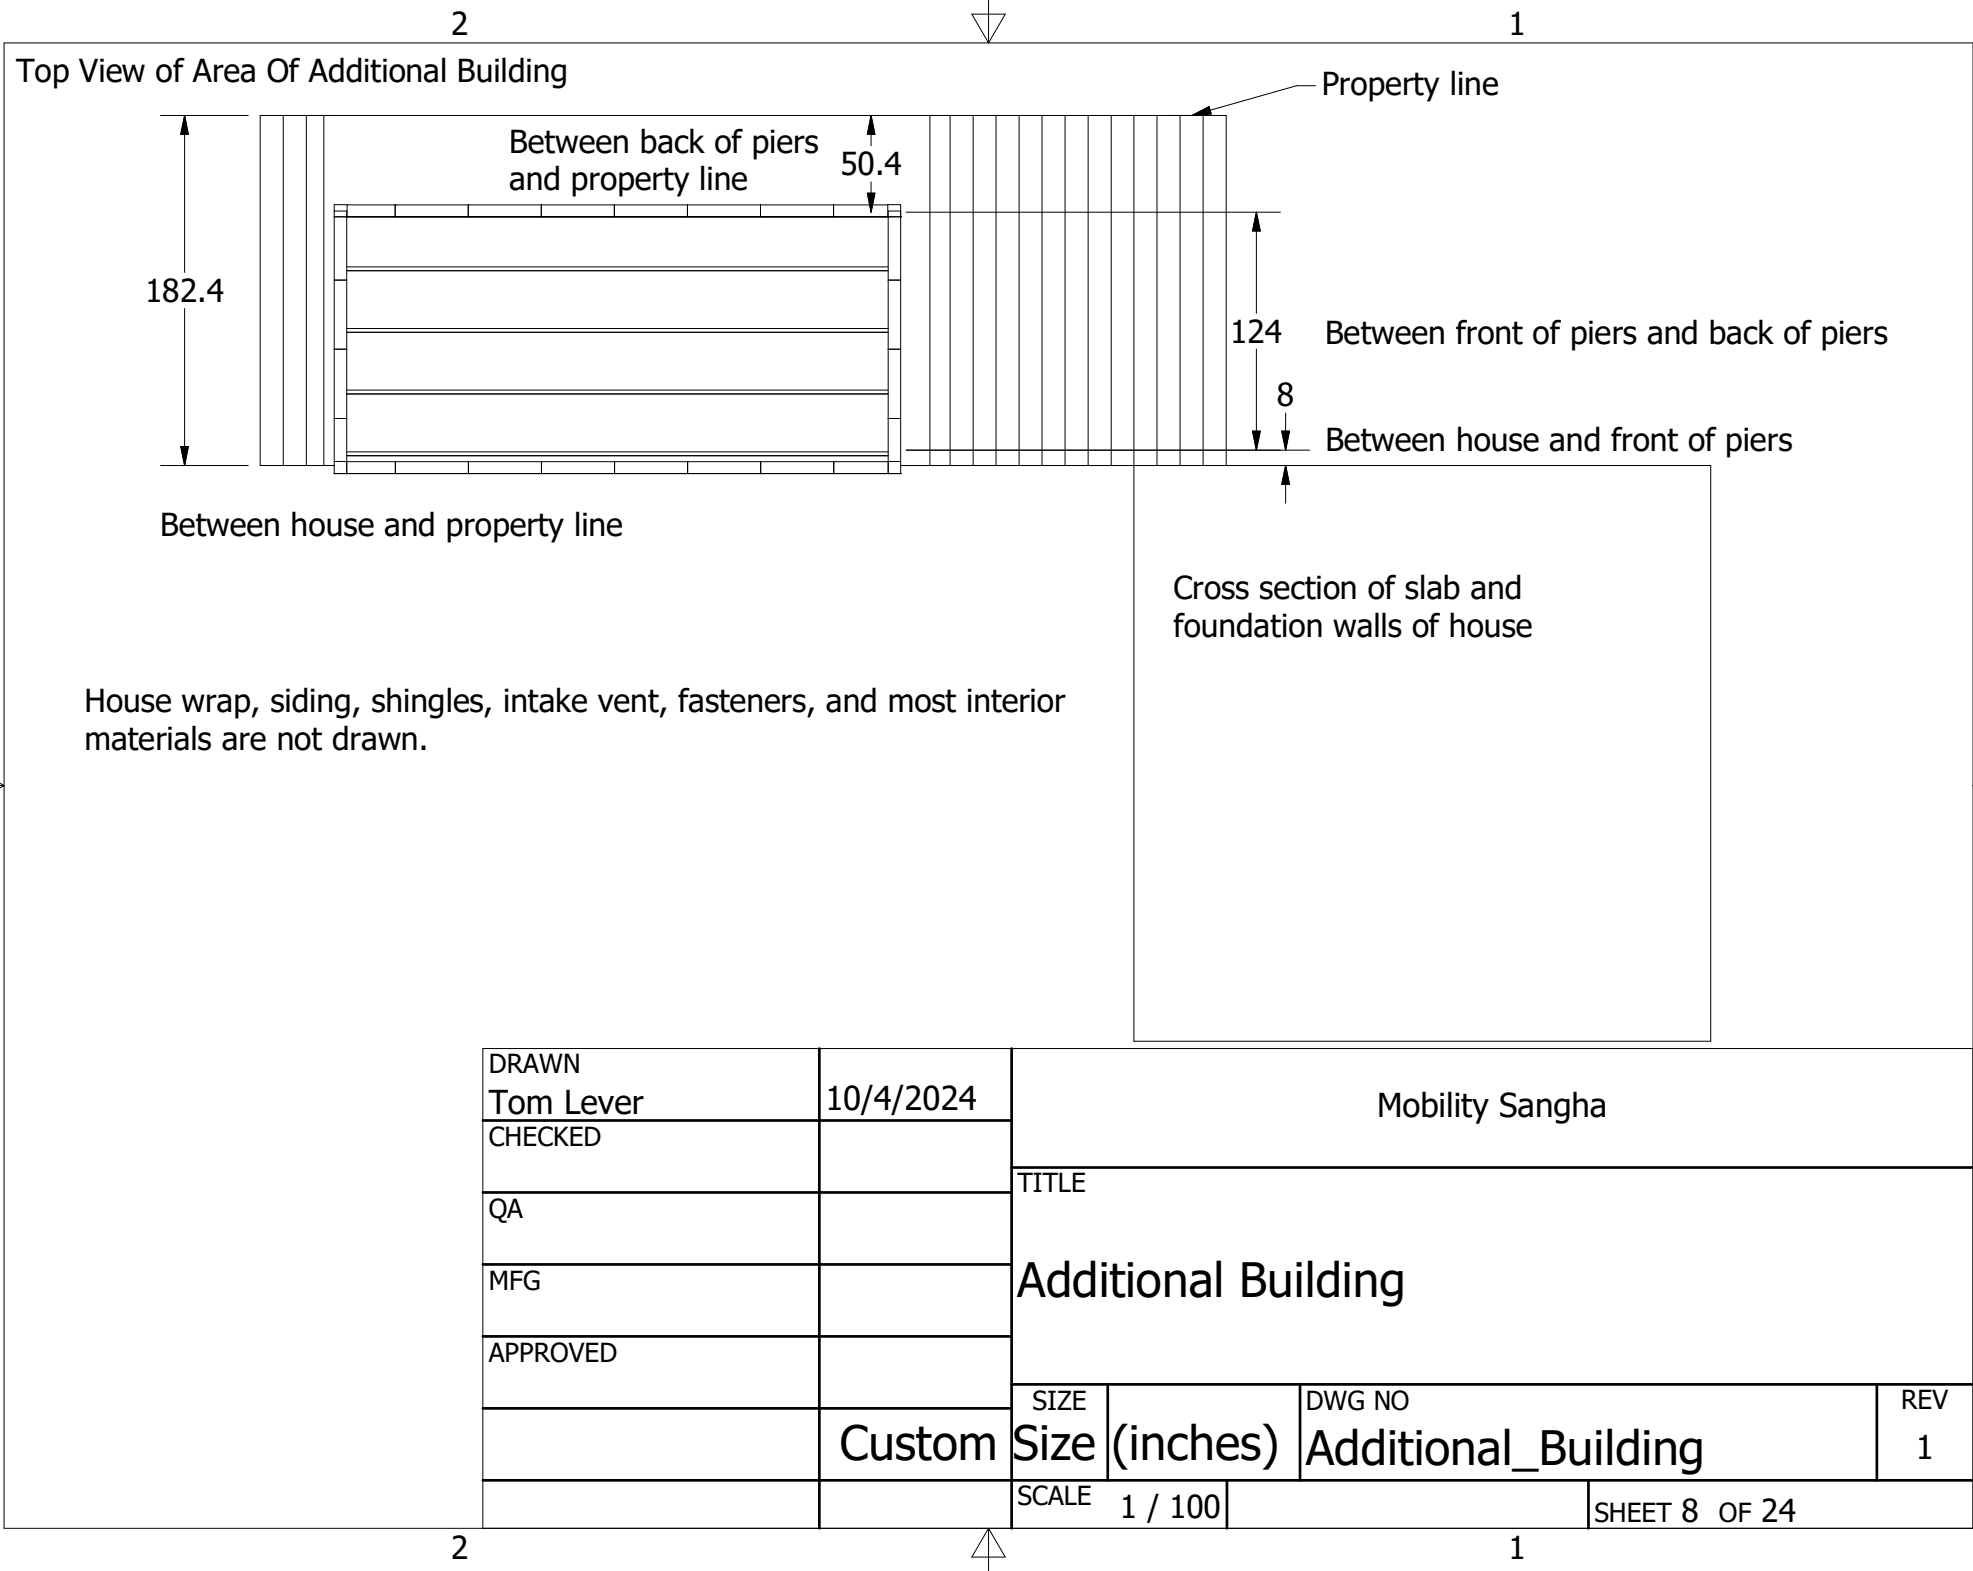 2
1
Top View of Area Of Additional Building
Property line
Between back of piers
and property line
50.4
182.4
124
Between front of piers and back of piers
8
Between house and front of piers
Between house and property line
Cross section of slab and
foundation walls of house
House wrap, siding, shingles, intake vent, fasteners, and most interior
materials are not drawn.
DRAWN
Tom Lever
10/4/2024
Mobility Sangha
CHECKED
TITLE
QA
MFG
Additional Building
APPROVED
SIZE
DWG NO
REV
Custom Size (inches)
Additional_Building
1
SCALE
1 / 100
SHEET 8 OF 24
2
1